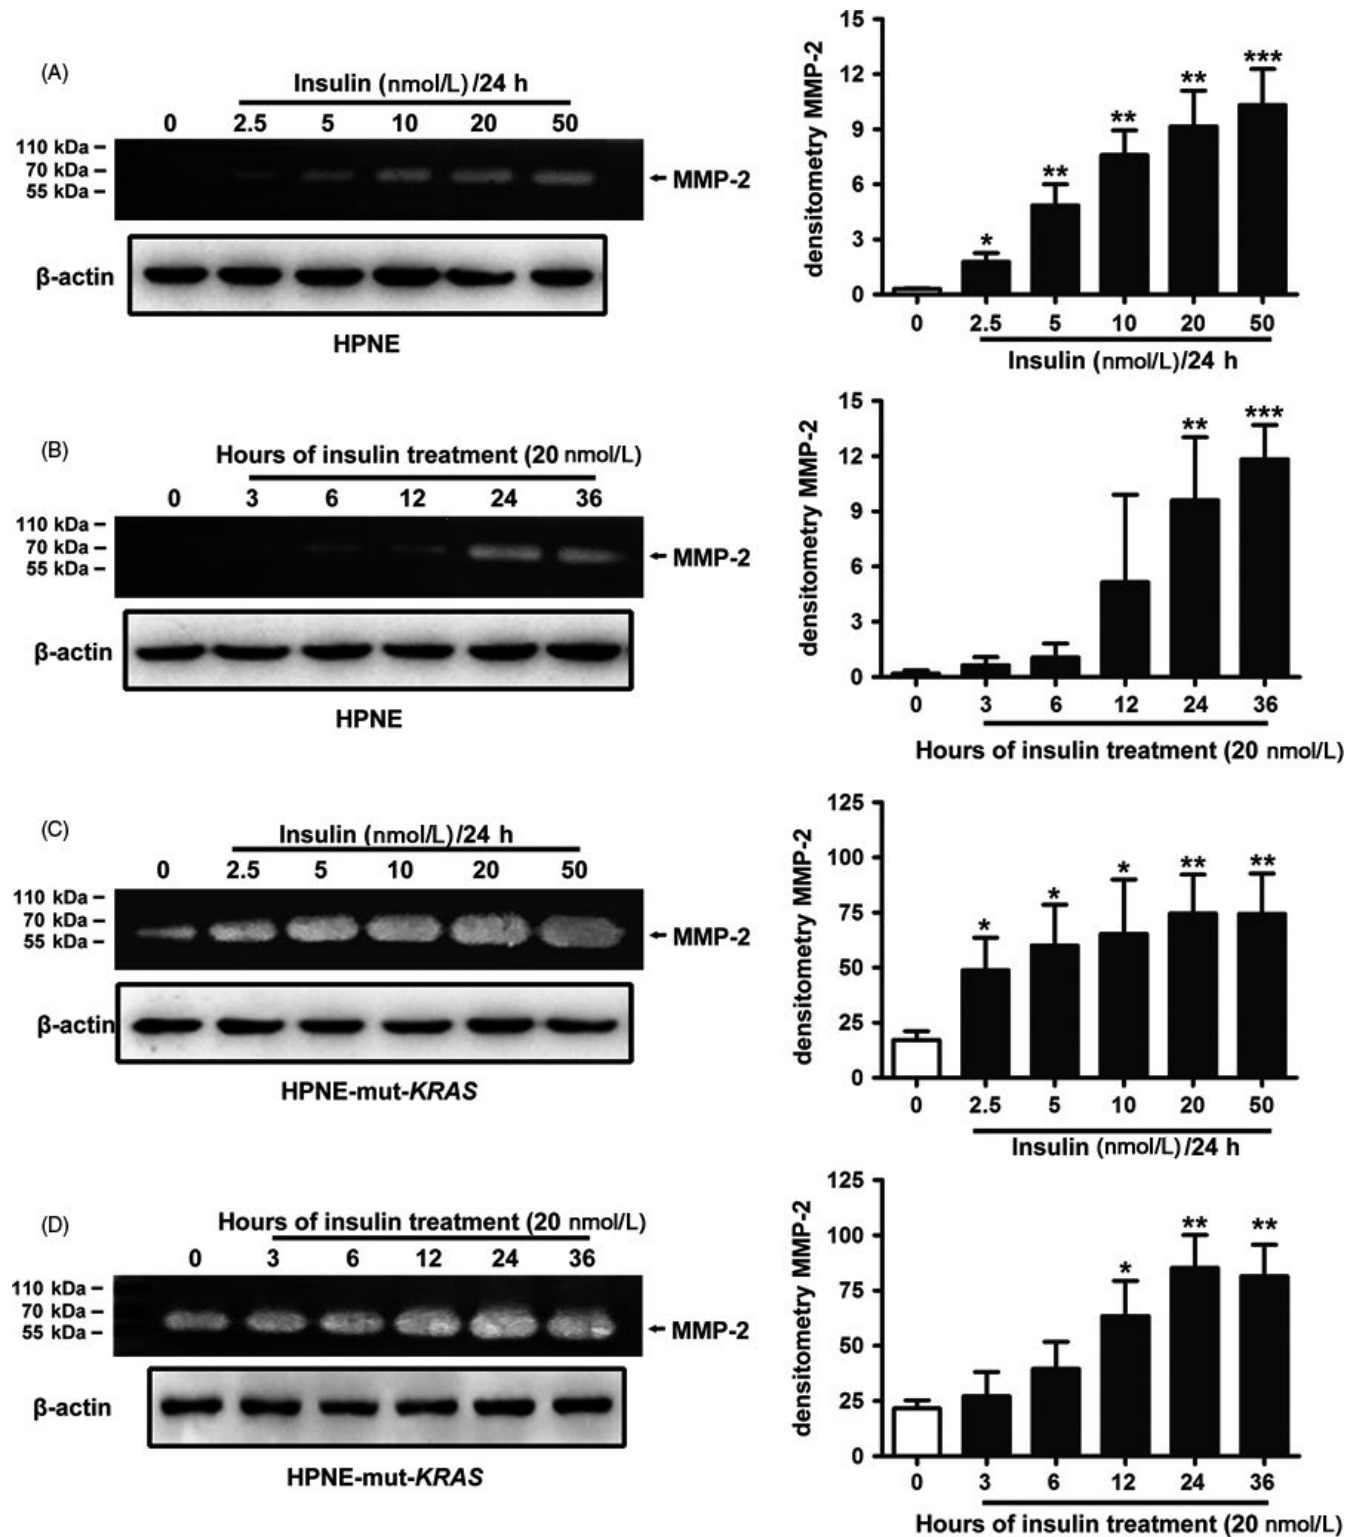 (A)
Insulin (nmol/L)/24 h
0 2.5 5 10 20 50
110 kDa –
70 kDa –
55 kDa –
← MMP-2
β-actin
HPNE
densitometry MMP-2
15
12
9
6
3
0
* ** ** ** ***
0 2.5 5 10 20 50
Insulin (nmol/L)/24 h
(B)
Hours of insulin treatment (20 nmol/L)
0 3 6 12 24 36
110 kDa –
70 kDa –
55 kDa –
← MMP-2
β-actin
HPNE
densitometry MMP-2
15
12
9
6
3
0
** ***
0 3 6 12 24 36
Hours of insulin treatment (20 nmol/L)
(C)
Insulin (nmol/L)/24 h
0 2.5 5 10 20 50
110 kDa –
70 kDa –
55 kDa –
← MMP-2
β-actin
HPNE-mut-KRAS
densitometry MMP-2
125
100
75
50
25
0
* * * ** **
0 2.5 5 10 20 50
Insulin (nmol/L)/24 h
(D)
Hours of insulin treatment (20 nmol/L)
0 3 6 12 24 36
110 kDa –
70 kDa –
55 kDa –
← MMP-2
β-actin
HPNE-mut-KRAS
densitometry MMP-2
125
100
75
50
25
0
* ** **
0 3 6 12 24 36
Hours of insulin treatment (20 nmol/L)